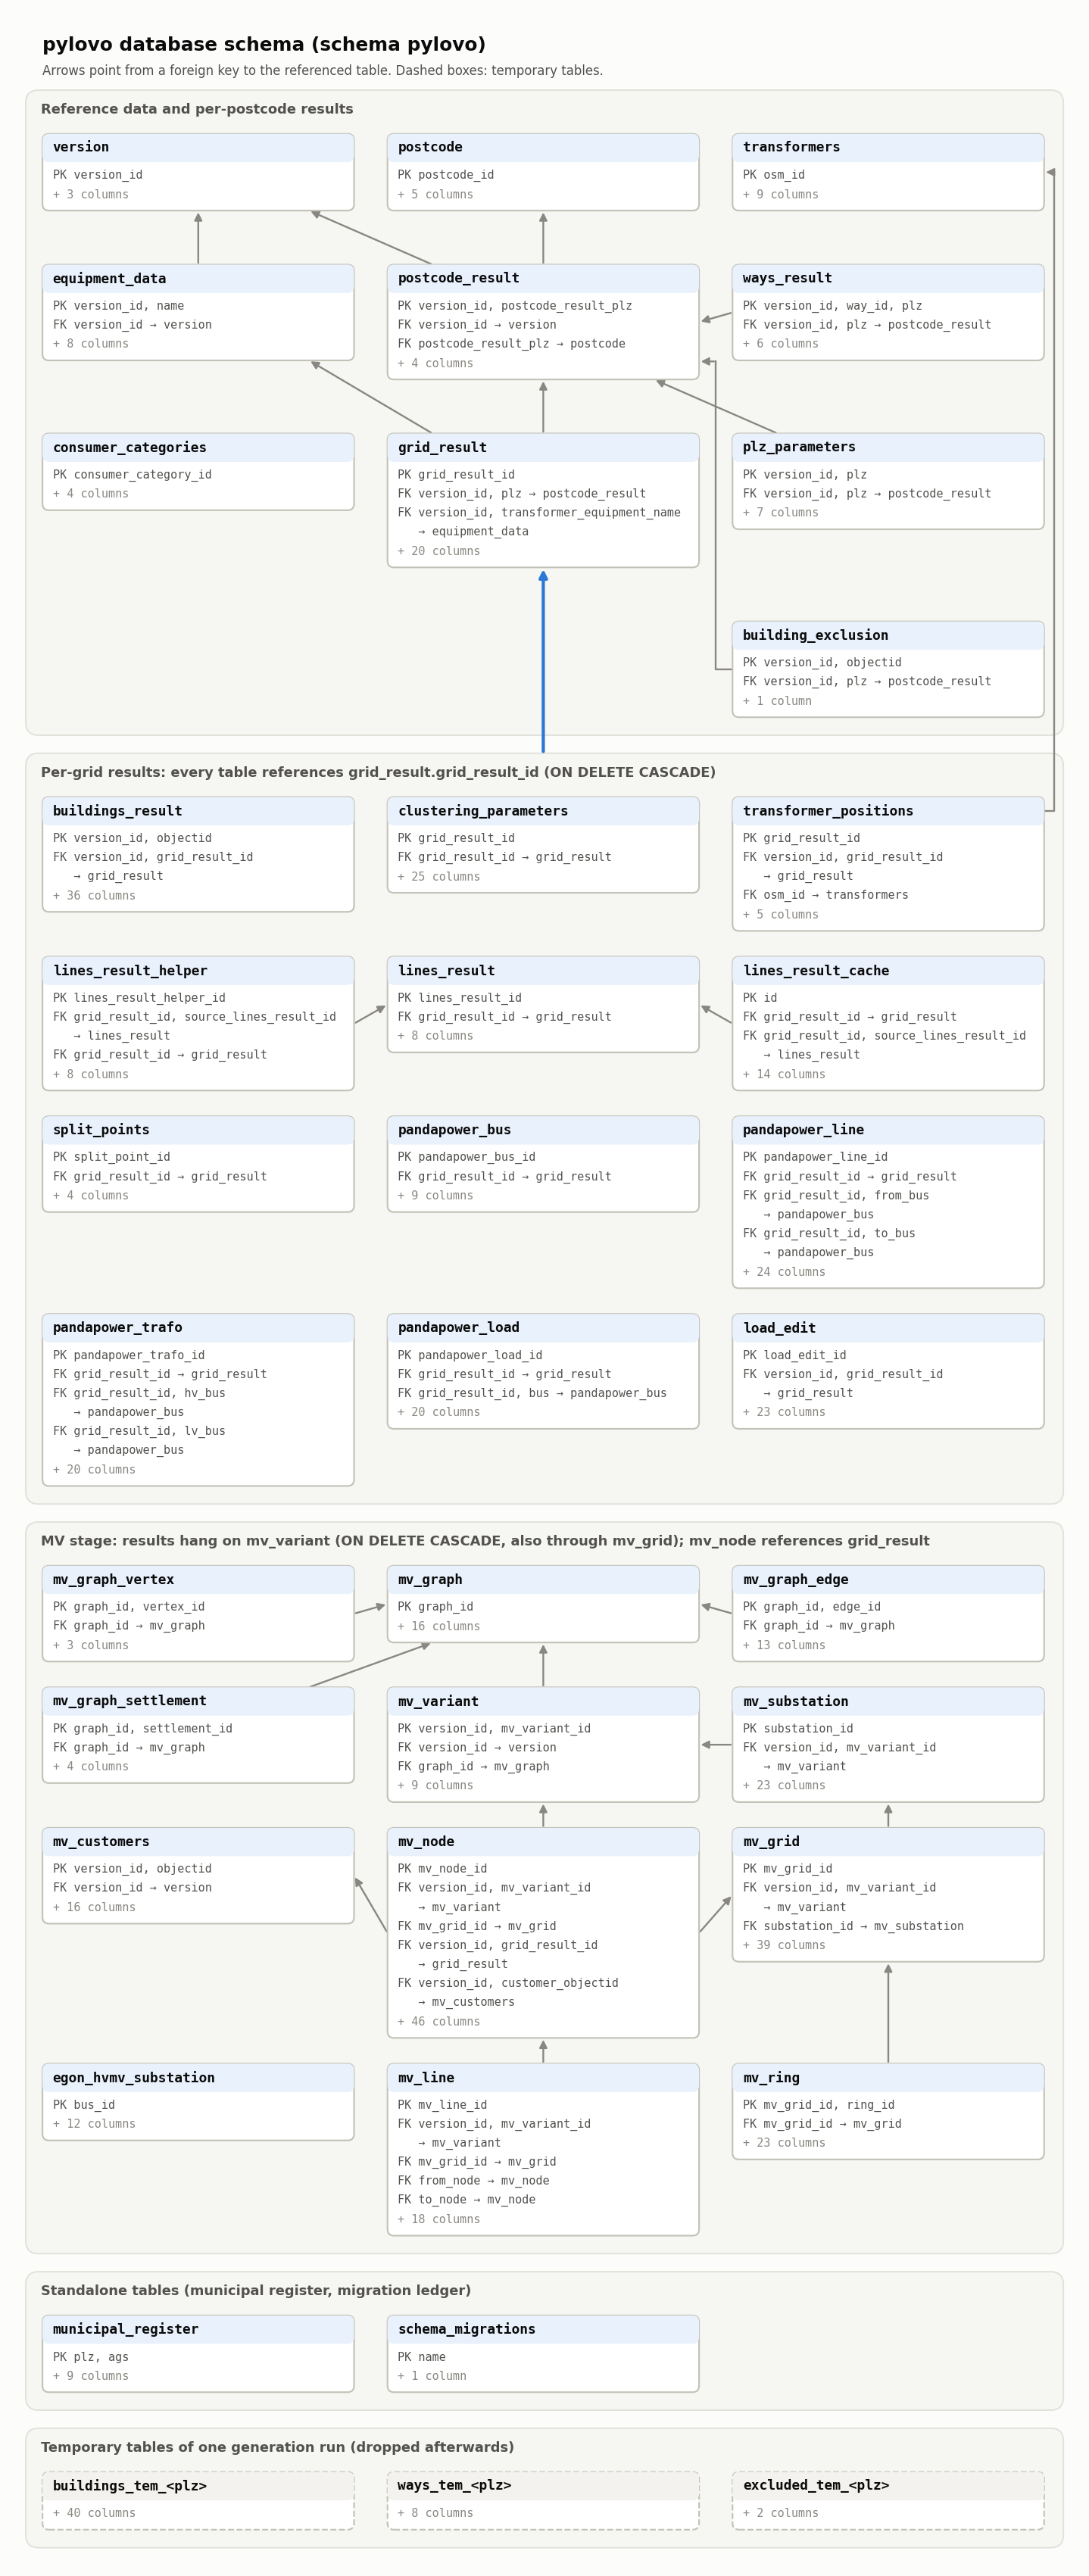 pylovo database schema (schema pylovo)
Arrows point from a foreign key to the referenced table. Dashed boxes: temporary tables.
Reference data and per-postcode results
version
PK version_id
+ 3 columns
postcode
PK postcode_id
+ 5 columns
transformers
PK osm_id
+ 9 columns
equipment_data
PK version_id, name
FK version_id → version
+ 8 columns
postcode_result
PK version_id, postcode_result_plz
FK version_id → version
FK postcode_result_plz → postcode
+ 4 columns
ways_result
PK version_id, way_id, plz
FK version_id, plz → postcode_result
+ 6 columns
consumer_categories
PK consumer_category_id
+ 4 columns
grid_result
PK grid_result_id
FK version_id, plz → postcode_result
FK version_id, transformer_equipment_name
→ equipment_data
+ 20 columns
plz_parameters
PK version_id, plz
FK version_id, plz → postcode_result
+ 7 columns
building_exclusion
PK version_id, objectid
FK version_id, plz → postcode_result
+ 1 column
Per-grid results: every table references grid_result.grid_result_id (ON DELETE CASCADE)
buildings_result
PK version_id, objectid
FK version_id, grid_result_id
→ grid_result
+ 36 columns
clustering_parameters
PK grid_result_id
FK grid_result_id → grid_result
+ 25 columns
transformer_positions
PK grid_result_id
FK version_id, grid_result_id
→ grid_result
FK osm_id → transformers
+ 5 columns
lines_result_helper
PK lines_result_helper_id
FK grid_result_id, source_lines_result_id
→ lines_result
FK grid_result_id → grid_result
+ 8 columns
lines_result
PK lines_result_id
FK grid_result_id → grid_result
+ 8 columns
lines_result_cache
PK id
FK grid_result_id → grid_result
FK grid_result_id, source_lines_result_id
→ lines_result
+ 14 columns
split_points
PK split_point_id
FK grid_result_id → grid_result
+ 4 columns
pandapower_bus
PK pandapower_bus_id
FK grid_result_id → grid_result
+ 9 columns
pandapower_line
PK pandapower_line_id
FK grid_result_id → grid_result
FK grid_result_id, from_bus
→ pandapower_bus
FK grid_result_id, to_bus
→ pandapower_bus
+ 24 columns
pandapower_trafo
PK pandapower_trafo_id
FK grid_result_id → grid_result
FK grid_result_id, hv_bus
→ pandapower_bus
FK grid_result_id, lv_bus
→ pandapower_bus
+ 20 columns
pandapower_load
PK pandapower_load_id
FK grid_result_id → grid_result
FK grid_result_id, bus → pandapower_bus
+ 20 columns
load_edit
PK load_edit_id
FK version_id, grid_result_id
→ grid_result
+ 23 columns
MV stage: results hang on mv_variant (ON DELETE CASCADE, also through mv_grid); mv_node references grid_result
mv_graph_vertex
PK graph_id, vertex_id
FK graph_id → mv_graph
+ 3 columns
mv_graph
PK graph_id
+ 16 columns
mv_graph_edge
PK graph_id, edge_id
FK graph_id → mv_graph
+ 13 columns
mv_graph_settlement
PK graph_id, settlement_id
FK graph_id → mv_graph
+ 4 columns
mv_variant
PK version_id, mv_variant_id
FK version_id → version
FK graph_id → mv_graph
+ 9 columns
mv_substation
PK substation_id
FK version_id, mv_variant_id
→ mv_variant
+ 23 columns
mv_customers
PK version_id, objectid
FK version_id → version
+ 16 columns
mv_node
PK mv_node_id
FK version_id, mv_variant_id
→ mv_variant
FK mv_grid_id → mv_grid
FK version_id, grid_result_id
→ grid_result
FK version_id, customer_objectid
→ mv_customers
+ 46 columns
mv_grid
PK mv_grid_id
FK version_id, mv_variant_id
→ mv_variant
FK substation_id → mv_substation
+ 39 columns
egon_hvmv_substation
PK bus_id
+ 12 columns
mv_line
PK mv_line_id
FK version_id, mv_variant_id
→ mv_variant
FK mv_grid_id → mv_grid
FK from_node → mv_node
FK to_node → mv_node
+ 18 columns
mv_ring
PK mv_grid_id, ring_id
FK mv_grid_id → mv_grid
+ 23 columns
Standalone tables (municipal register, migration ledger)
municipal_register
PK plz, ags
+ 9 columns
schema_migrations
PK name
+ 1 column
Temporary tables of one generation run (dropped afterwards)
buildings_tem_<plz>
+ 40 columns
ways_tem_<plz>
+ 8 columns
excluded_tem_<plz>
+ 2 columns